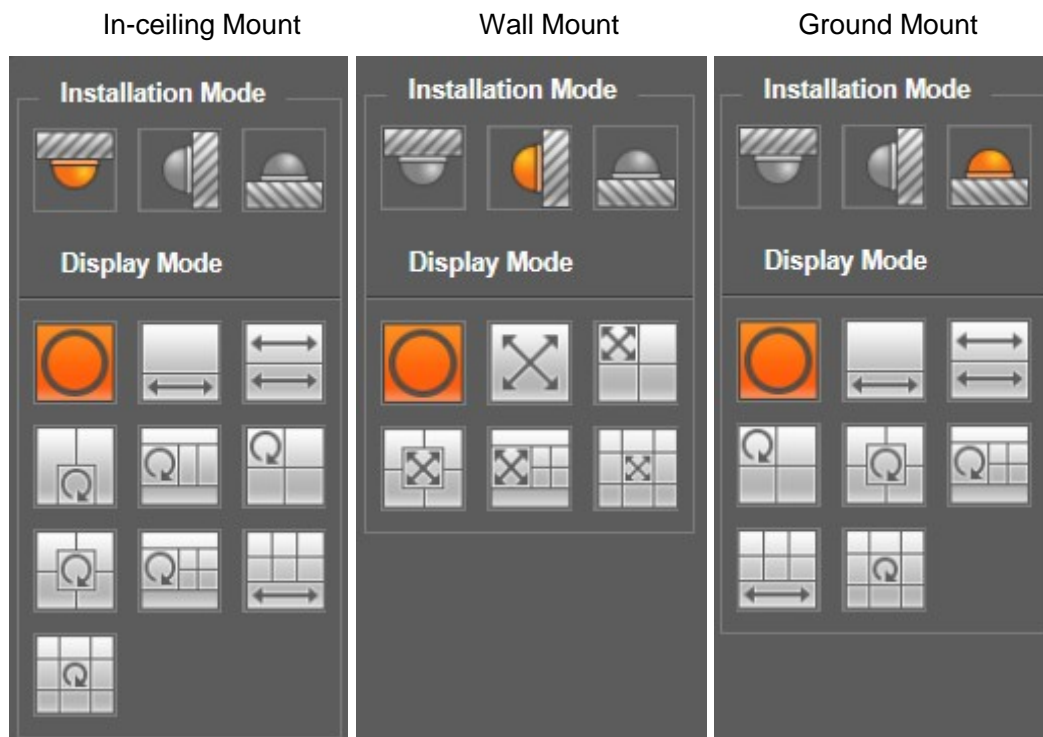 In-ceiling Mount
Wall Mount
Ground Mount
Installation Mode
Installation Mode
Installation Mode
Display Mode
Display Mode
Display Mode